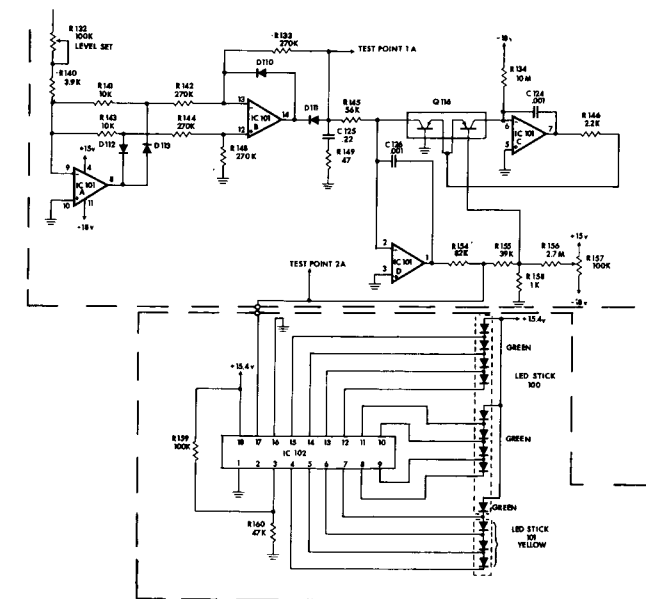 R132
100K
LEVEL SET
R140
3.9K
R141
10K
R142
270K
R143
10K
R144
270K
D112
D113
+15v
9
4
IC 101
A
8
10
11
-18v
R133
270K
D110
TEST POINT 1A
13
IC 101
B
14
12
R148
270K
D111
R145
56K
C125
.22
R149
47
Q116
C126
.001
-18v
R134
10M
C124
.001
6
IC 101
C
7
5
R146
2.2K
2
IC 101
D
1
3
R154
82K
R155
39K
R156
2.7M
+15v
R157
100K
-18v
R158
1K
TEST POINT 2A
+15.4v
+15.4v
GREEN
LED STICK
100
GREEN
R159
100K
18 17 16 15 14 13 12 11 10
IC 102
1 2 3 4 5 6 7 8 9
GREEN
R160
47K
LED STICK
101
YELLOW